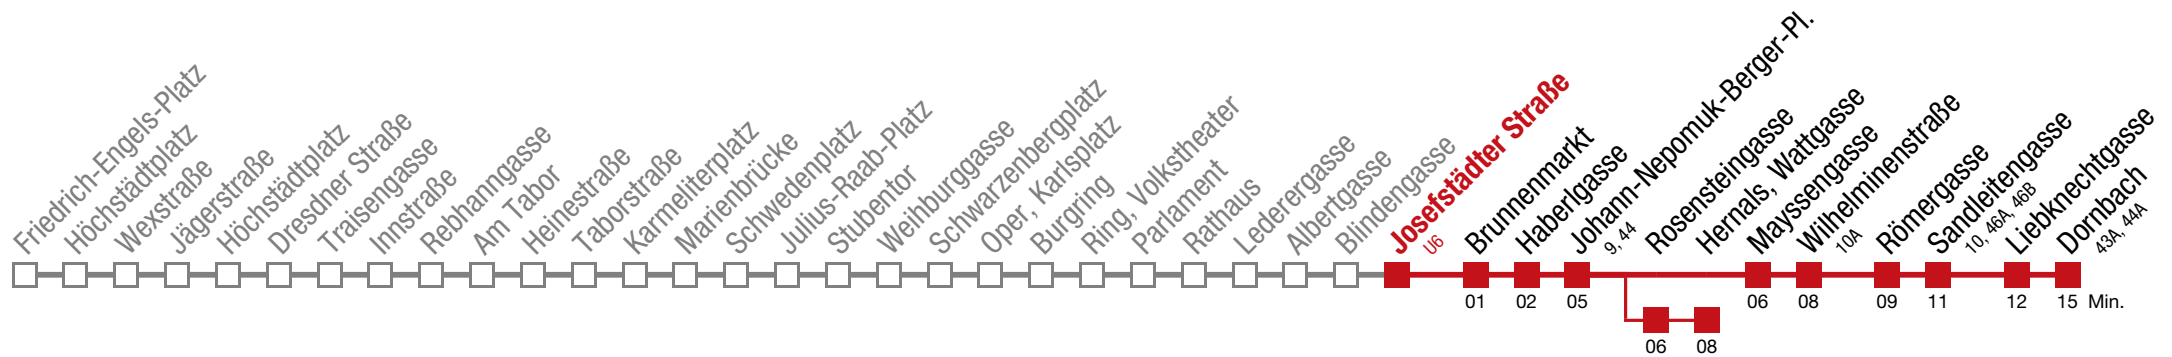 Friedrich-Engels-Platz
Höchstädtplatz
Wexstraße
Jägerstraße
Höchstädtplatz
Dresdner Straße
Traisengasse
Innstraße
Rebhanngasse
Am Tabor
Heinestraße
Taborstraße
Karmeliterplatz
Marienbrücke
Schwedenplatz
Julius-Raab-Platz
Stubentor
Weihburggasse
Schwarzenbergplatz
Oper, Karlsplatz
Burgring
Ring, Volkstheater
Parlament
Rathaus
Lederergasse
Albertgasse
Blindengasse
Josefstädter Straße
U6
Brunnenmarkt
Haberlgasse
Johann-Nepomuk-Berger-Pl.
9, 44
Rosensteingasse
Hernals, Wattgasse
Mayssengasse
Wilhelminenstraße
10A
Römergasse
Sandleitengasse
10, 46A, 46B
Liebknechtgasse
Dornbach
43A, 44A
01 02 05 06 08 09 11 12 15 Min.
06 08